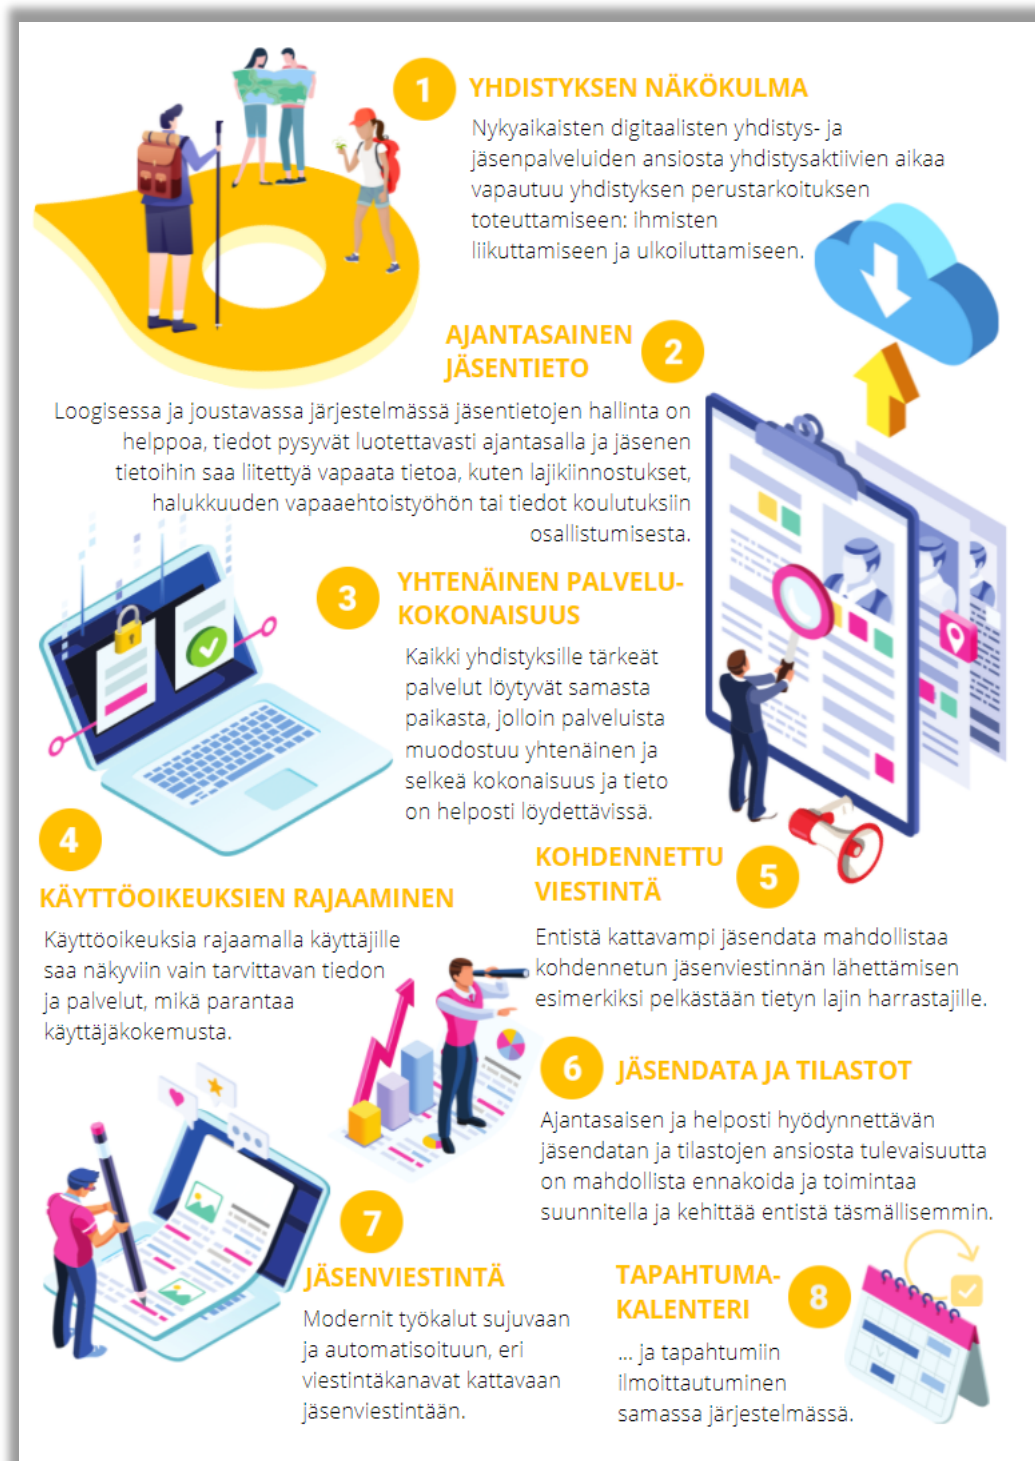 1
YHDISTYKSEN NÄKÖKULMA
Nykyaikaisten digitaalisten yhdistys- ja
jäsenpalveluiden ansiosta yhdistysaktiivien aikaa
vapautuu yhdistyksen perustarkoituksen
toteuttamiseen: ihmisten
liikuttamiseen ja ulkoiluttamiseen.
AJANTASAINEN
JÄSENTIETO
2
Loogisessa ja joustavassa järjestelmässä jäsentietojen hallinta on
helppoa, tiedot pysyvät luotettavasti ajantasalla ja jäsenen
tietoihin saa liitettyä vapaata tietoa, kuten lajikiinnostukset,
halukkuuden vapaaehtoistyöhön tai tiedot koulutuksiin
osallistumisesta.
3
YHTENÄINEN PALVELU-
KOKONAISUUS
Kaikki yhdistyksille tärkeät
palvelut löytyvät samasta
paikasta, jolloin palveluista
muodostuu yhtenäinen ja
selkeä kokonaisuus ja tieto
on helposti löydettävissä.
4
KÄYTTÖOIKEUKSIEN RAJAAMINEN
Käyttöoikeuksia rajaamalla käyttäjille
saa näkyviin vain tarvittavan tiedon
ja palvelut, mikä parantaa
käyttäjäkokemusta.
KOHDENNETTU
VIESTINTÄ
5
Entistä kattavampi jäsendata mahdollistaa
kohdennetun jäsenviestinnän lähettämisen
esimerkiksi pelkästään tietyn lajin harrastajille.
6
JÄSENDATA JA TILASTOT
Ajantasaisen ja helposti hyödynnettävän
jäsendatan ja tilastojen ansiosta tulevaisuutta
on mahdollista ennakoida ja toimintaa
suunnitella ja kehittää entistä täsmällisemmin.
7
JÄSENVIESTINTÄ
Modernit työkalut sujuvaan
ja automatisoituun, eri
viestintäkanavat kattavaan
jäsenviestintään.
TAPAHTUMA-
KALENTERI
8
... ja tapahtumiin
ilmoittautuminen
samassa järjestelmässä.